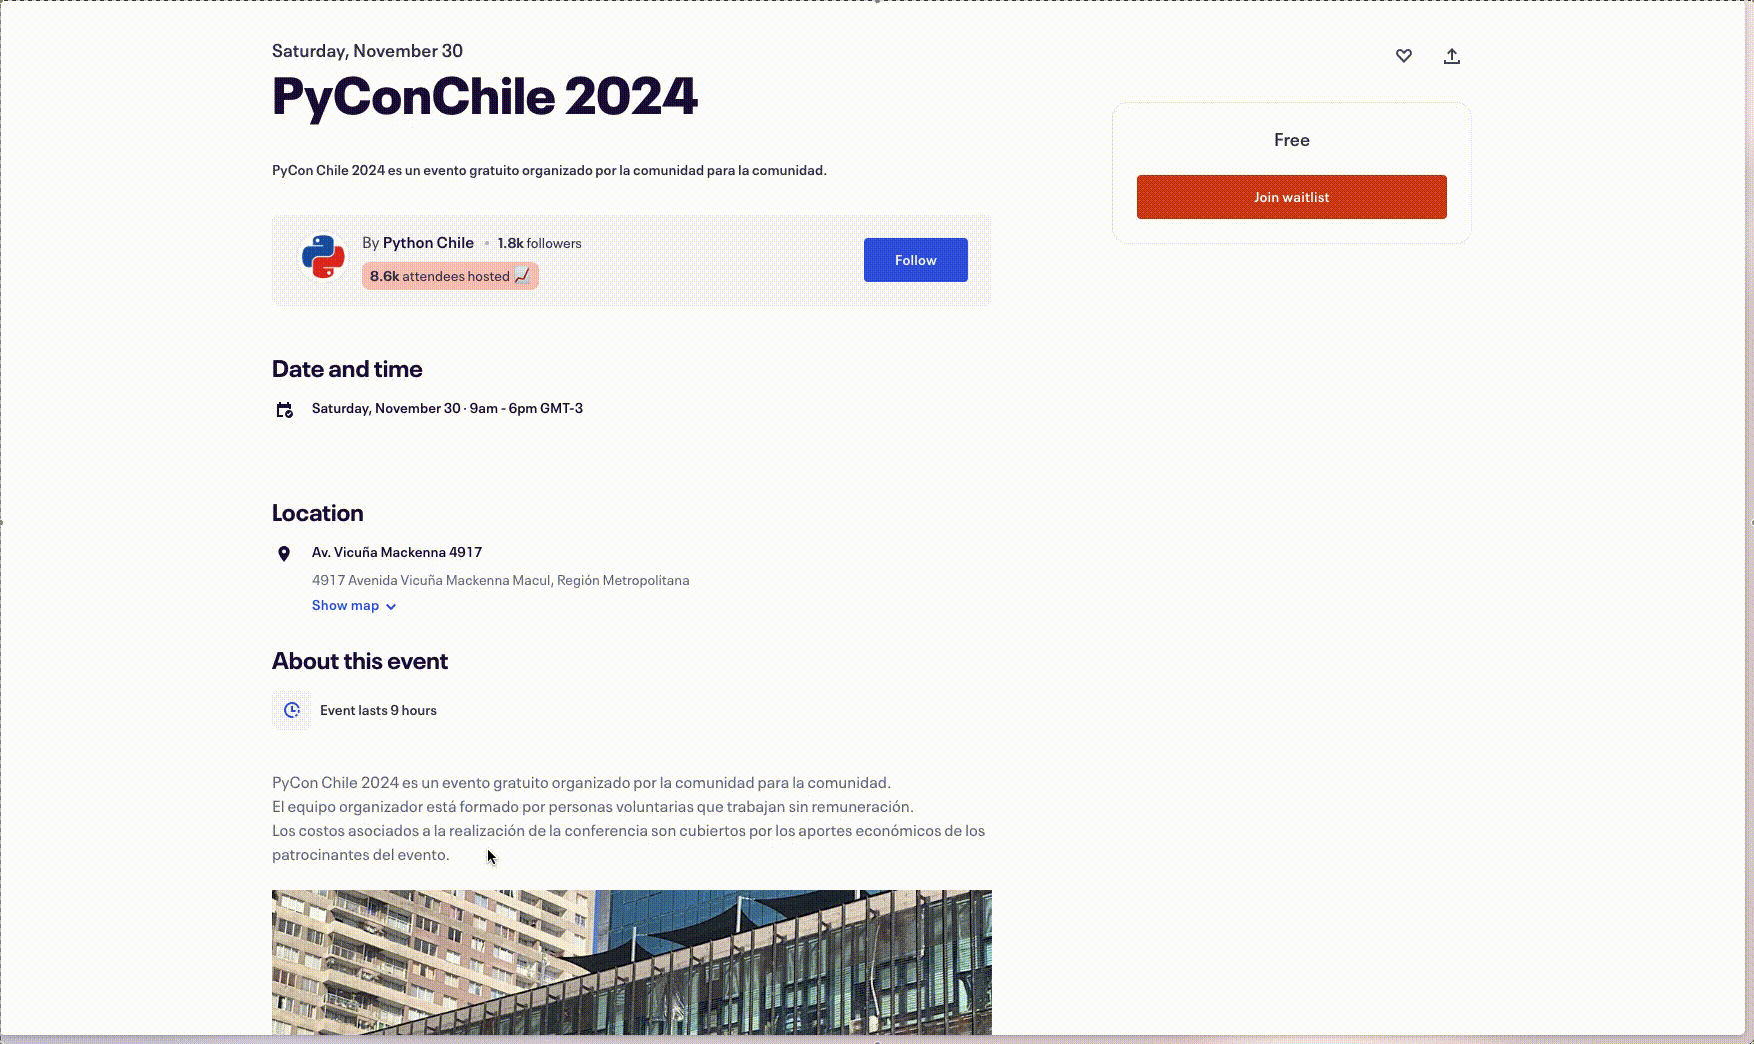 Saturday, November 30
PyConChile 2024
PyCon Chile 2024 es un evento gratuito organizado por la comunidad para la comunidad.
By Python Chile • 1.8k followers
8.6k attendees hosted
Follow
Free
Join waitlist
Date and time
Saturday, November 30 · 9am - 6pm GMT-3
Location
Av. Vicuña Mackenna 4917
4917 Avenida Vicuña Mackenna Macul, Región Metropolitana
Show map
About this event
Event lasts 9 hours
PyCon Chile 2024 es un evento gratuito organizado por la comunidad para la comunidad.
El equipo organizador está formado por personas voluntarias que trabajan sin remuneración.
Los costos asociados a la realización de la conferencia son cubiertos por los aportes económicos de los
patrocinantes del evento.